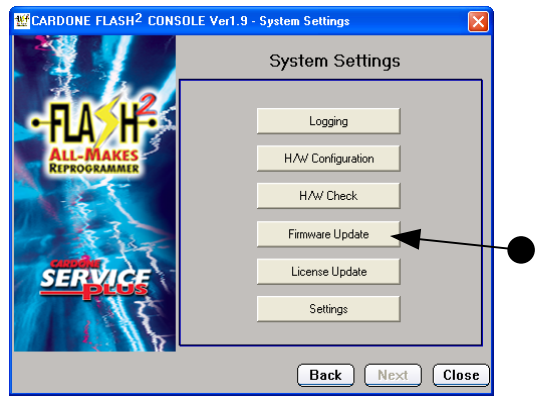 CARDONE FLASH2 CONSOLE Ver1.9 - System Settings
System Settings
FLASH2
ALL-MAKES
REPROGRAMMER
CARDONE
SERVICE
PLUS
Logging
H/W Configuration
H/W Check
Firmware Update
License Update
Settings
Back Next Close